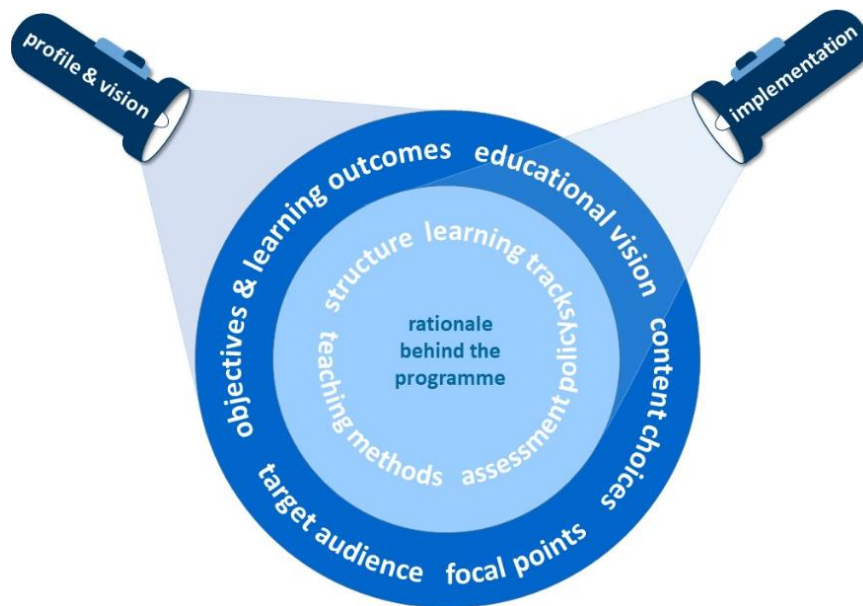 profile & vision
implementation
objectives & learning outcomes
educational vision
content choices
focal points
target audience
structure
learning tracks
assessment policy
teaching methods
rationale
behind the
programme